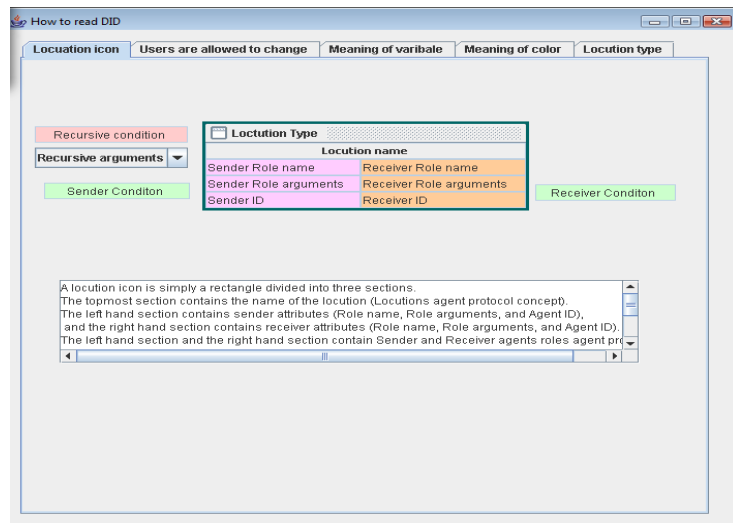 How to read DID
Locuation icon Users are allowed to change Meaning of varibale Meaning of color Locution type
Recursive condition
Recursive arguments
Sender Conditon
Loctution Type
Locution name
Sender Role name Receiver Role name
Sender Role arguments Receiver Role arguments
Sender ID Receiver ID
Receiver Conditon
A locution icon is simply a rectangle divided into three sections.
The topmost section contains the name of the locution (Locutions agent protocol concept).
The left hand section contains sender attributes (Role name, Role arguments, and Agent ID),
and the right hand section contains receiver attributes (Role name, Role arguments, and Agent ID).
The left hand section and the right hand section contain Sender and Receiver agents roles agent pro